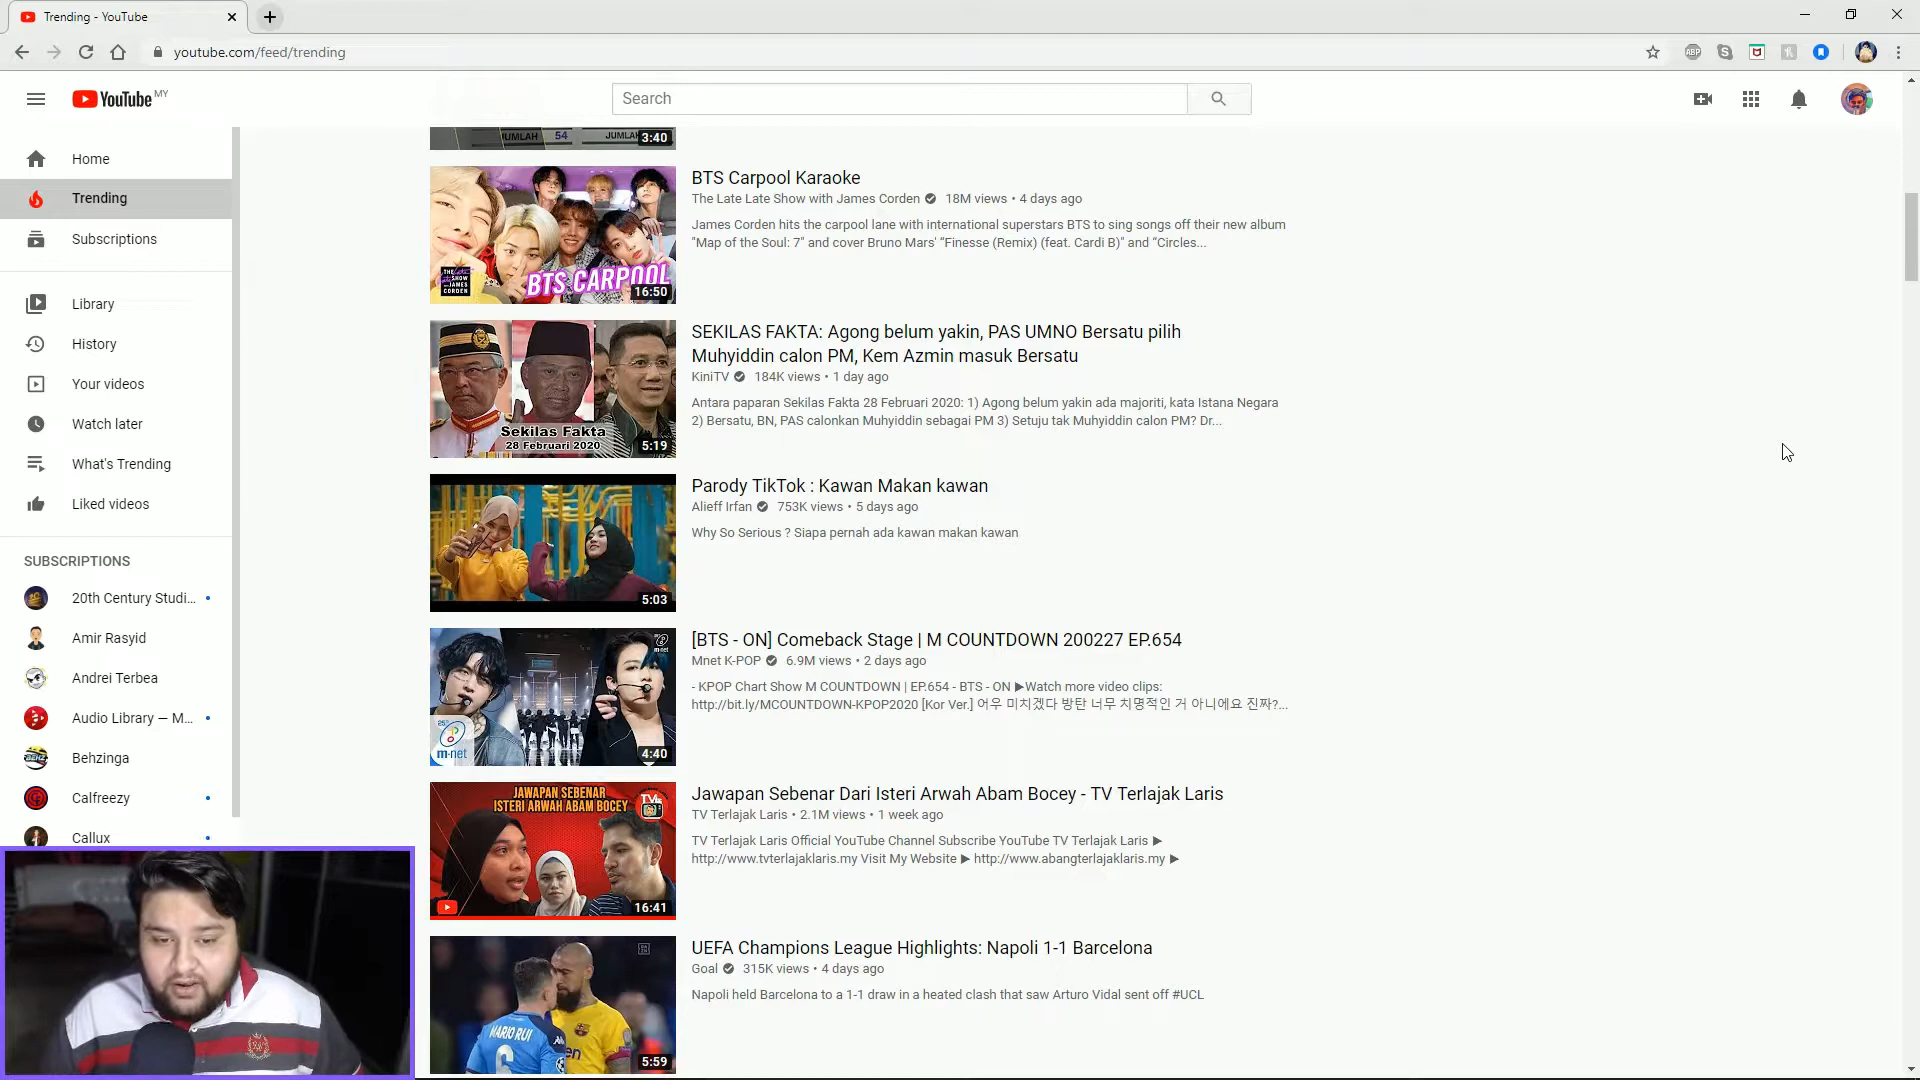 Trending - YouTube
youtube.com/feed/trending
ABP
YouTube MY
Search
Home
Trending
Subscriptions
Library
History
Your videos
Watch later
What's Trending
Liked videos
SUBSCRIPTIONS
20th Century Studi...
Amir Rasyid
Andrei Terbea
Audio Library — M...
Behzinga
Calfreezy
Callux
JUMLAH 54 JUMLAH
3:40
THE LATE LATE SHOW JAMES CORDEN
BTS CARPOOL
16:50
BTS Carpool Karaoke
The Late Late Show with James Corden 18M views • 4 days ago
James Corden hits the carpool lane with international superstars BTS to sing songs off their new album
"Map of the Soul: 7" and cover Bruno Mars' "Finesse (Remix) (feat. Cardi B)" and "Circles...
Sekilas Fakta
28 Februari 2020
5:19
SEKILAS FAKTA: Agong belum yakin, PAS UMNO Bersatu pilih
Muhyiddin calon PM, Kem Azmin masuk Bersatu
KiniTV 184K views • 1 day ago
Antara paparan Sekilas Fakta 28 Februari 2020: 1) Agong belum yakin ada majoriti, kata Istana Negara
2) Bersatu, BN, PAS calonkan Muhyiddin sebagai PM 3) Setuju tak Muhyiddin calon PM? Dr...
5:03
Parody TikTok : Kawan Makan kawan
Alieff Irfan 753K views • 5 days ago
Why So Serious ? Siapa pernah ada kawan makan kawan
m·net
4:40
[BTS - ON] Comeback Stage | M COUNTDOWN 200227 EP.654
Mnet K-POP 6.9M views • 2 days ago
- KPOP Chart Show M COUNTDOWN | EP.654 - BTS - ON ▶Watch more video clips:
http://bit.ly/MCOUNTDOWN-KPOP2020 [Kor Ver.] 어우 미치겠다 방탄 너무 치명적인 거 아니에요 진짜?...
JAWAPAN SEBENAR
ISTERI ARWAH ABAM BOCEY
16:41
Jawapan Sebenar Dari Isteri Arwah Abam Bocey - TV Terlajak Laris
TV Terlajak Laris • 2.1M views • 1 week ago
TV Terlajak Laris Official YouTube Channel Subscribe YouTube TV Terlajak Laris ▶
http://www.tvterlajaklaris.my Visit My Website ▶ http://www.abangterlajaklaris.my ▶
MARIO RUI
6
5:59
UEFA Champions League Highlights: Napoli 1-1 Barcelona
Goal 315K views • 4 days ago
Napoli held Barcelona to a 1-1 draw in a heated clash that saw Arturo Vidal sent off #UCL